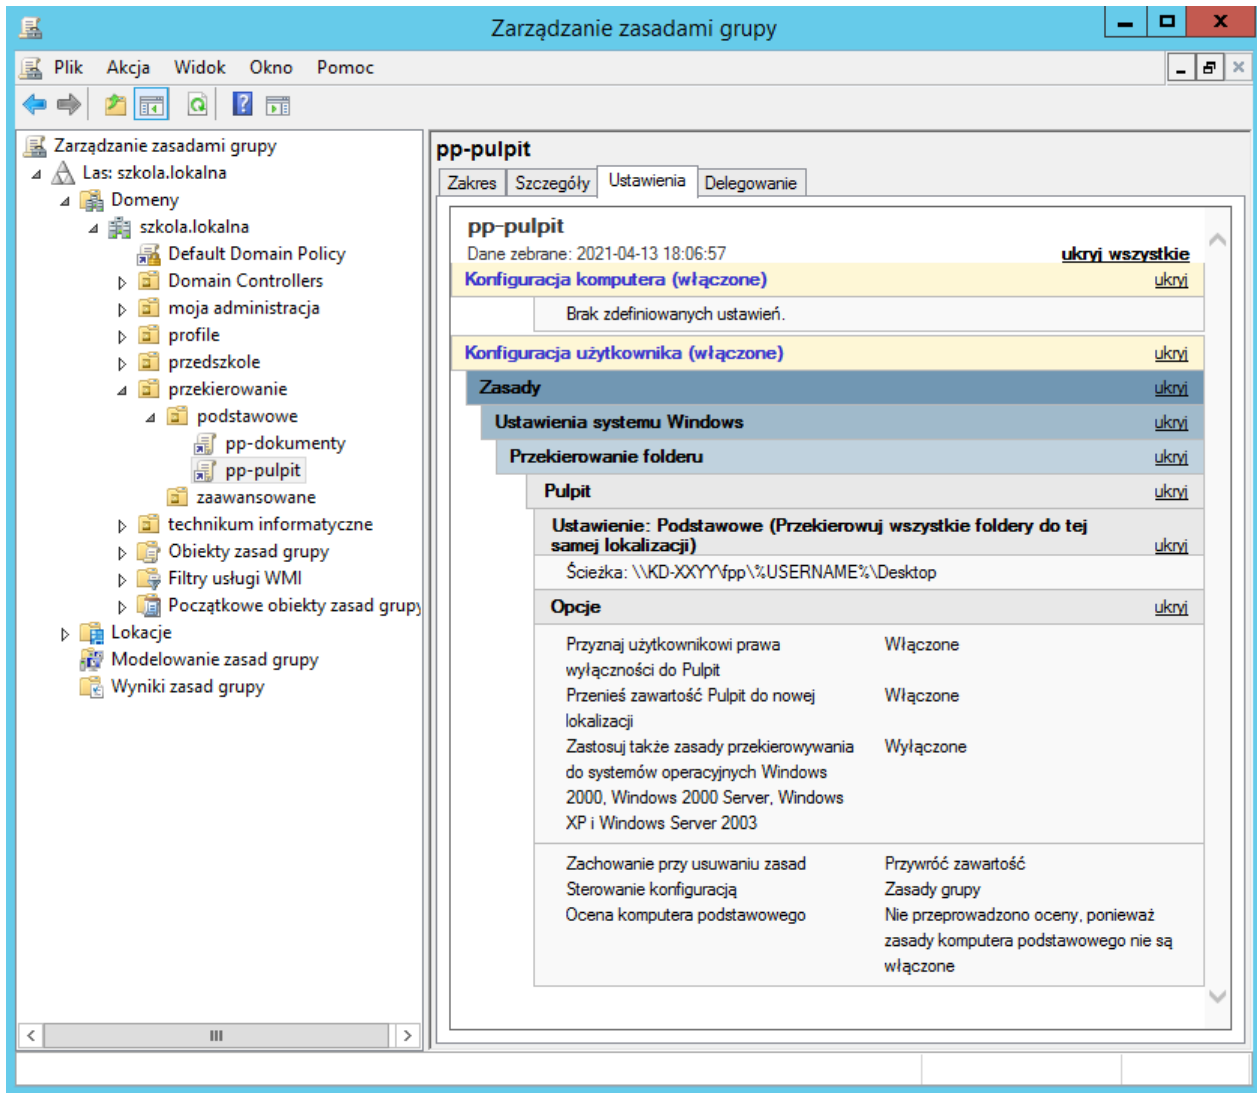 Zarządzanie zasadami grupy
Plik Akcja Widok Okno Pomoc
Zarządzanie zasadami grupy
Las: szkola.lokalna
Domeny
szkola.lokalna
Default Domain Policy
Domain Controllers
moja administracja
profile
przedszkole
przekierowanie
podstawowe
pp-dokumenty
pp-pulpit
zaawansowane
technikum informatyczne
Obiekty zasad grupy
Filtry usługi WMI
Początkowe obiekty zasad grupy
Lokacje
Modelowanie zasad grupy
Wyniki zasad grupy
pp-pulpit
Zakres Szczegóły Ustawienia Delegowanie
pp-pulpit
Dane zebrane: 2021-04-13 18:06:57 ukryj wszystkie
Konfiguracja komputera (włączone) ukryj
Brak zdefiniowanych ustawień.
Konfiguracja użytkownika (włączone) ukryj
Zasady ukryj
Ustawienia systemu Windows ukryj
Przekierowanie folderu ukryj
Pulpit ukryj
Ustawienie: Podstawowe (Przekierowuj wszystkie foldery do tej
samej lokalizacji) ukryj
Ścieżka: \\KD-XXYY\fpp\%USERNAME%\Desktop
Opcje ukryj
Przyznaj użytkownikowi prawa Włączone
wyłączności do Pulpit
Przenieś zawartość Pulpit do nowej Włączone
lokalizacji
Zastosuj także zasady przekierowywania Wyłączone
do systemów operacyjnych Windows
2000, Windows 2000 Server, Windows
XP i Windows Server 2003
Zachowanie przy usuwaniu zasad Przywróć zawartość
Sterowanie konfiguracją Zasady grupy
Ocena komputera podstawowego Nie przeprowadzono oceny, ponieważ
zasady komputera podstawowego nie są
włączone